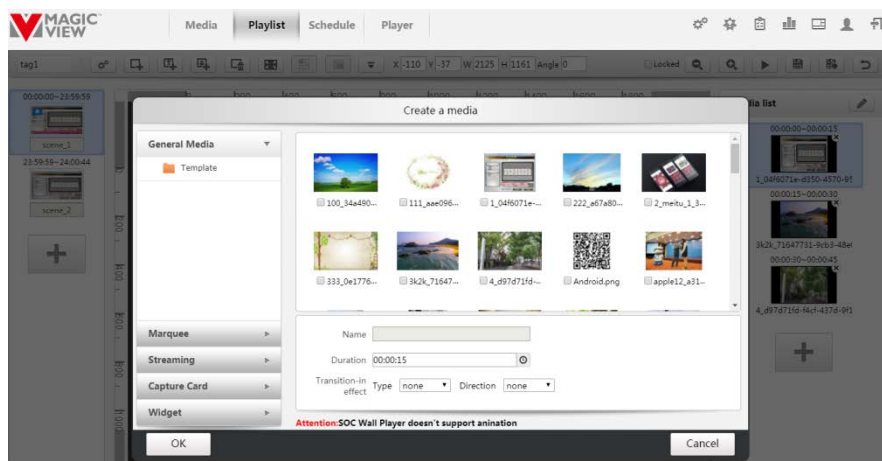 MAGIC
VIEW
Media Playlist Schedule Player
tag1 X -110 Y -37 W 2125 H 1161 Angle 0 Locked
00:00:00~23:59:59
scene_1
23:59:59~24:00:44
scene_2
Create a media
General Media
Template
100_34a490... 111_aae096... 1_04f6071e-... 222_a67a80... 2_meitu_1_3...
333_0e1776... 3k2k_71647... 4_d97d71fd-... Android.png apple12_a31...
Marquee
Streaming
Capture Card
Widget
Name
Duration 00:00:15
Transition-in effect Type none Direction none
Attention:SOC Wall Player doesn't support anination
OK Cancel
dia list
00:00:00~00:00:15
1_04f6071e-d350-4570-95
00:00:15~00:00:30
3k2k_71647731-9cb3-48ef
00:00:30~00:00:45
4_d97d71fd-f4cf-437d-9f1